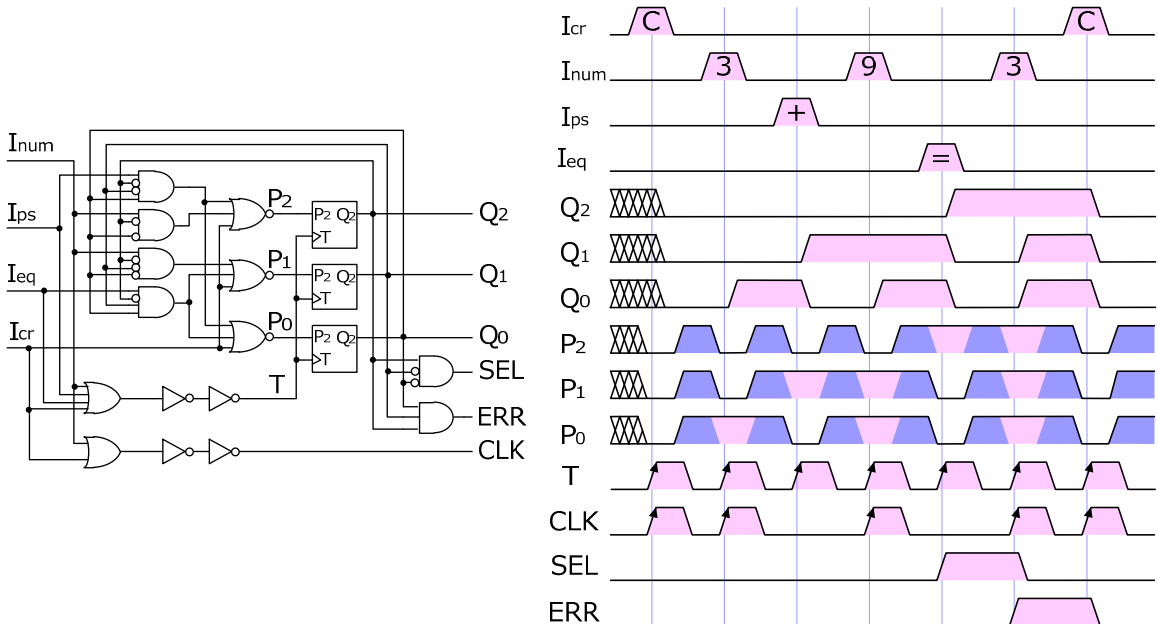 Inum
Ips
Ieq
Icr
P2
P1
P0
T
P2 Q2
T
P2 Q2
T
P2 Q2
T
Q2
Q1
Q0
SEL
ERR
CLK
Icr
C
C
Inum
3
9
3
Ips
+
Ieq
=
Q2
Q1
Q0
P2
P1
P0
T
CLK
SEL
ERR